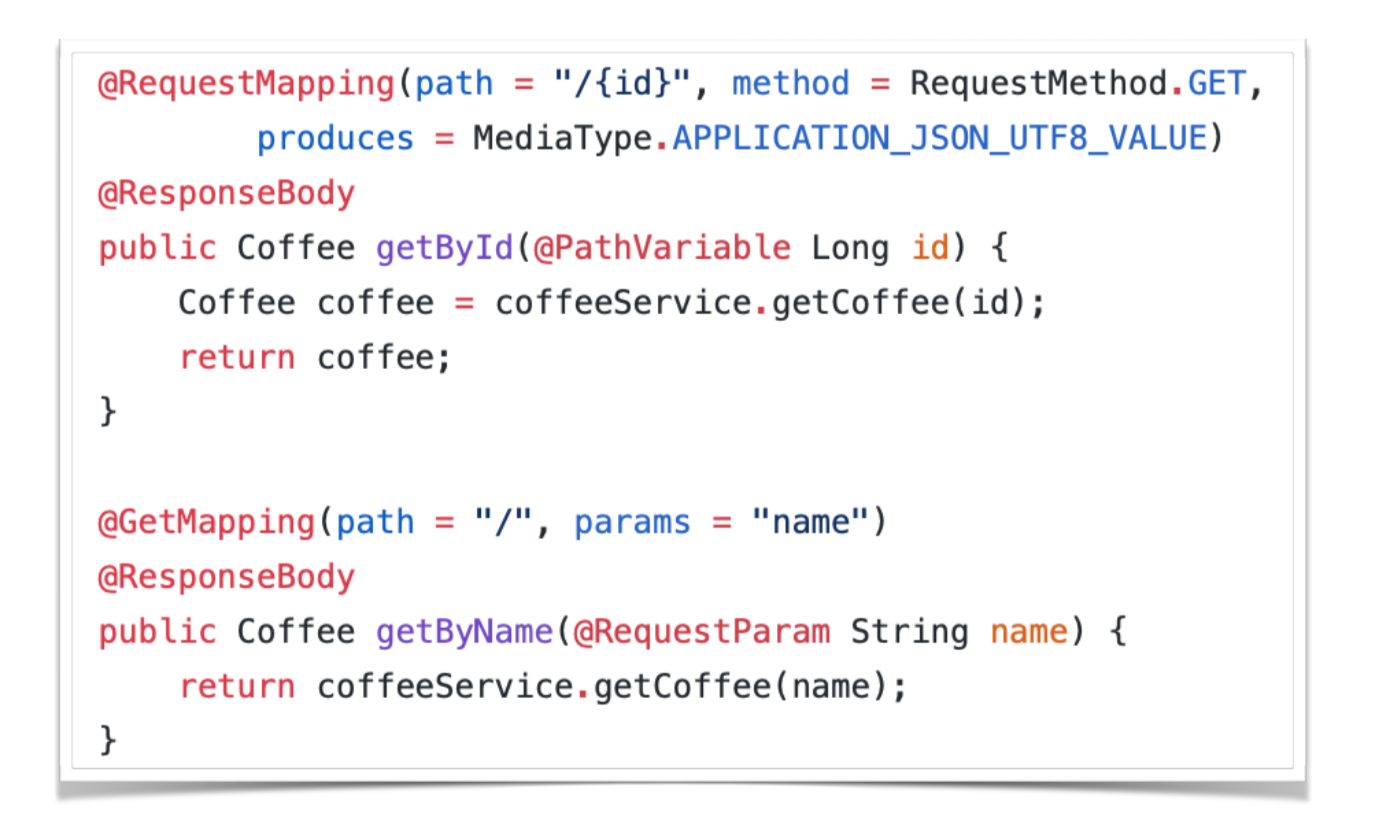 @RequestMapping(path = "/{id}", method = RequestMethod.GET,
        produces = MediaType.APPLICATION_JSON_UTF8_VALUE)
@ResponseBody
public Coffee getById(@PathVariable Long id) {
    Coffee coffee = coffeeService.getCoffee(id);
    return coffee;
}

@GetMapping(path = "/", params = "name")
@ResponseBody
public Coffee getByName(@RequestParam String name) {
    return coffeeService.getCoffee(name);
}